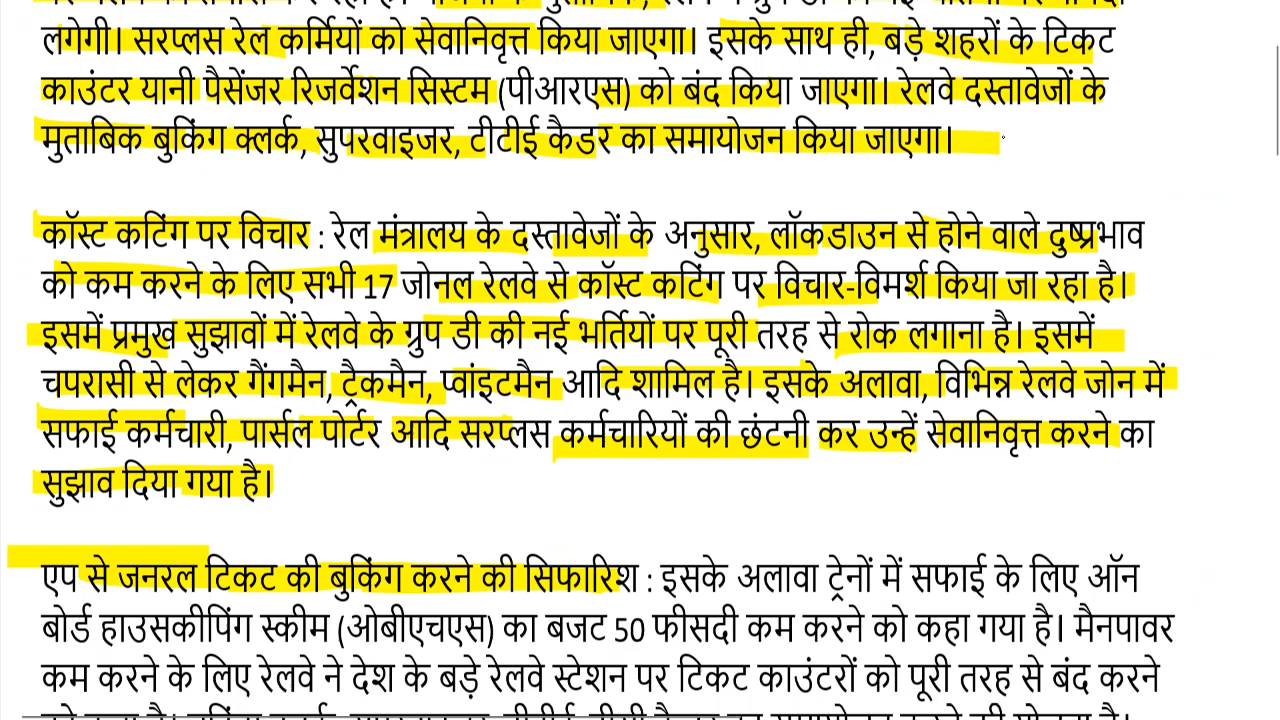 लगेगी। सरप्लस रेल कर्मियों को सेवानिवृत्त किया जाएगा। इसके साथ ही, बड़े शहरों के टिकट
काउंटर यानी पैसेंजर रिजर्वेशन सिस्टम (पीआरएस) को बंद किया जाएगा। रेलवे दस्तावेजों के
मुताबिक बुकिंग क्लर्क, सुपरवाइजर, टीटीई कैडर का समायोजन किया जाएगा।
कॉस्ट कटिंग पर विचार : रेल मंत्रालय के दस्तावेजों के अनुसार, लॉकडाउन से होने वाले दुष्प्रभाव
को कम करने के लिए सभी 17 जोनल रेलवे से कॉस्ट कटिंग पर विचार-विमर्श किया जा रहा है।
इसमें प्रमुख सुझावों में रेलवे के ग्रुप डी की नई भर्तियों पर पूरी तरह से रोक लगाना है। इसमें
चपरासी से लेकर गैंगमैन, ट्रैकमैन, प्वांइटमैन आदि शामिल है। इसके अलावा, विभिन्न रेलवे जोन में
सफाई कर्मचारी, पार्सल पोर्टर आदि सरप्लस कर्मचारियों की छंटनी कर उन्हें सेवानिवृत्त करने का
सुझाव दिया गया है।
एप से जनरल टिकट की बुकिंग करने की सिफारिश : इसके अलावा ट्रेनों में सफाई के लिए ऑन
बोर्ड हाउसकीपिंग स्कीम (ओबीएचएस) का बजट 50 फीसदी कम करने को कहा गया है। मैनपावर
कम करने के लिए रेलवे ने देश के बड़े रेलवे स्टेशन पर टिकट काउंटरों को पूरी तरह से बंद करने